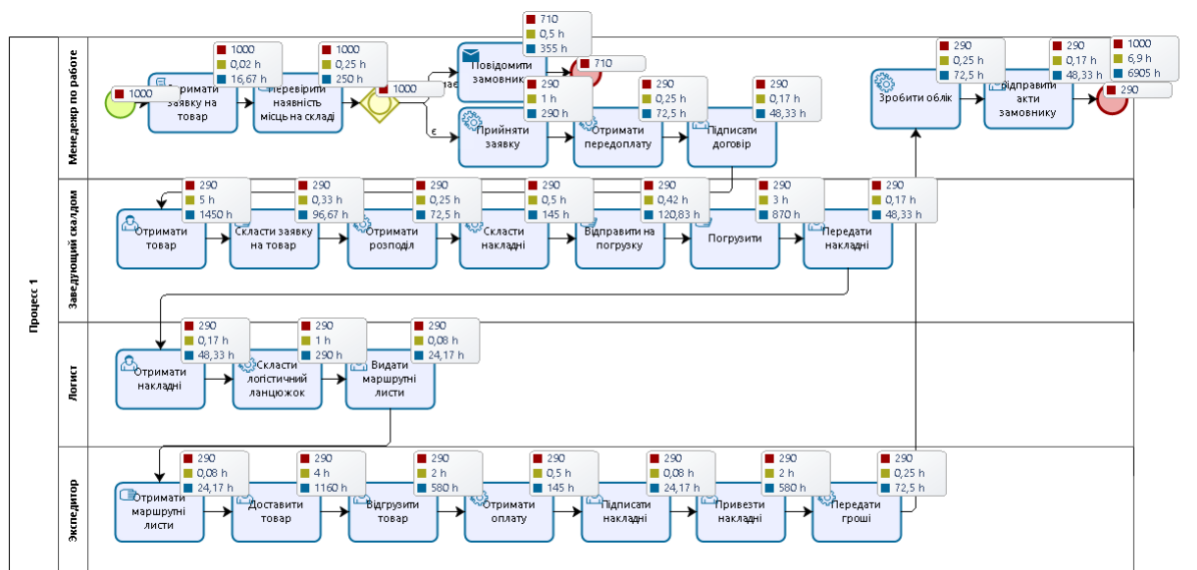 Процесс 1
Менеджер по работе
1000
1000
0,02 h
16,67 h
заявку на
товар
1000
0,25 h
250 h
Перевірити
наявність
місць на складі
1000
710
0,5 h
355 h
Повідомити
замовника
710
є
290
1 h
290 h
Прийняти
заявку
290
0,25 h
72,5 h
Отримати
передоплату
290
0,17 h
48,33 h
Підписати
договір
290
0,25 h
72,5 h
Зробити облік
290
0,17 h
48,33 h
Відправити
акти
замовнику
1000
6,9 h
6905 h
290
Заведующий скалдом
290
5 h
1450 h
Отримати
товар
290
0,33 h
96,67 h
Скласти заявку
на товар
290
0,25 h
72,5 h
Отримати
розподіл
290
0,5 h
145 h
Скласти
накладні
290
0,42 h
120,83 h
Відправити на
погрузку
290
3 h
870 h
Погрузити
290
0,17 h
48,33 h
Передати
накладні
Логист
290
0,17 h
48,33 h
Отримати
накладні
290
1 h
290 h
Скласти
логістичний
ланцюжок
290
0,08 h
24,17 h
Видати
маршрутні
листи
Экспедитор
290
0,08 h
24,17 h
Отримати
маршрутні
листи
290
4 h
1160 h
Доставити
товар
290
2 h
580 h
Відгрузити
товар
290
0,5 h
145 h
Отримати
оплату
290
0,08 h
24,17 h
Підписати
накладні
290
2 h
580 h
Привезти
накладні
290
0,25 h
72,5 h
Передати
гроші